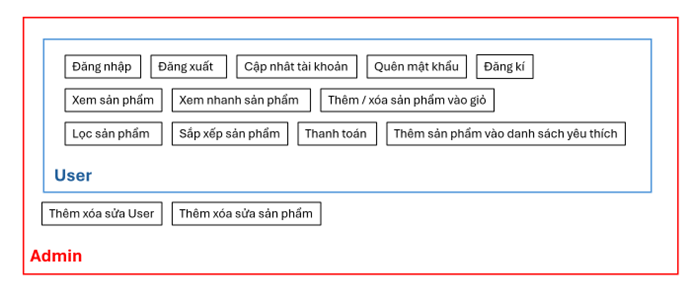 Đăng nhập Đăng xuất Cập nhât tài khoản Quên mật khẩu Đăng kí
Xem sản phẩm Xem nhanh sản phẩm Thêm / xóa sản phẩm vào giỏ
Lọc sản phẩm Sắp xếp sản phẩm Thanh toán Thêm sản phẩm vào danh sách yêu thích
User
Thêm xóa sửa User Thêm xóa sửa sản phẩm
Admin